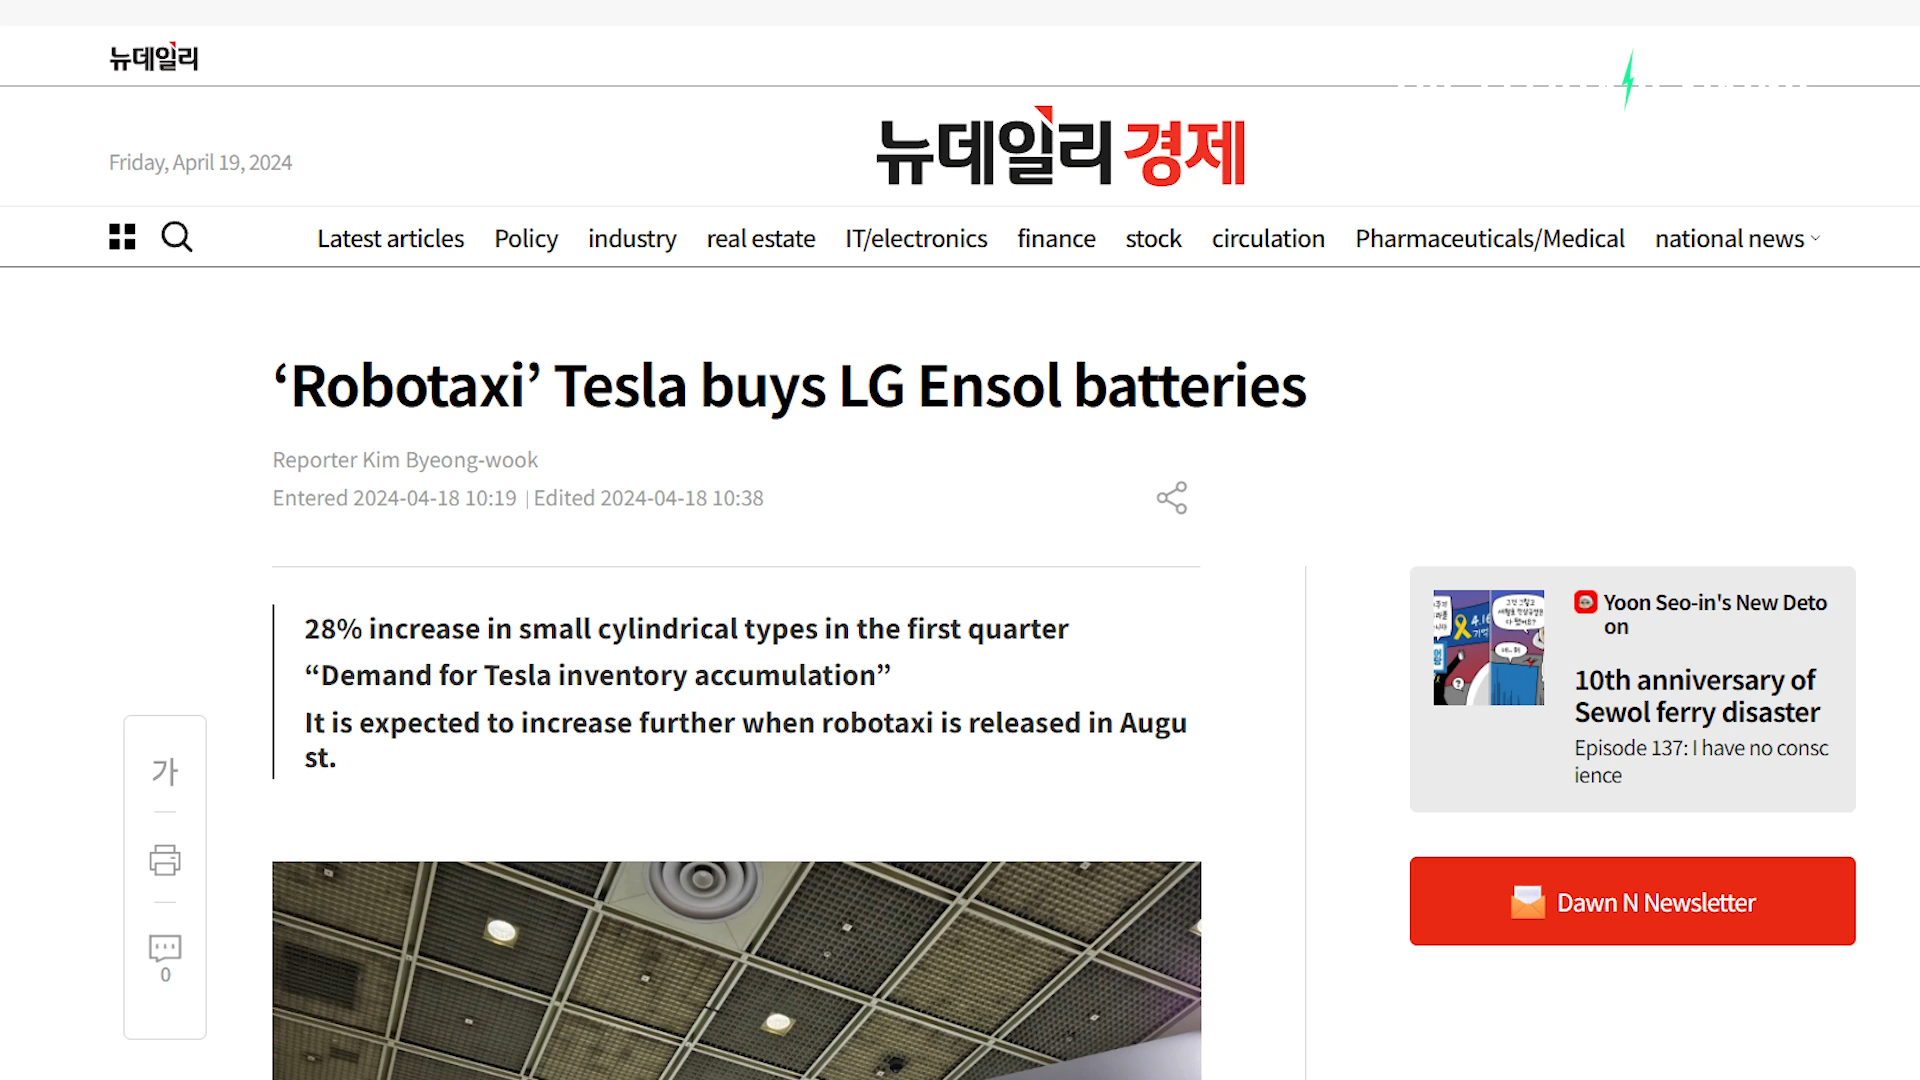 뉴데일리
Friday, April 19, 2024
뉴데일리 경제
Latest articles Policy industry real estate IT/electronics finance stock circulation Pharmaceuticals/Medical national news
‘Robotaxi’ Tesla buys LG Ensol batteries
Reporter Kim Byeong-wook
Entered 2024-04-18 10:19 | Edited 2024-04-18 10:38
28% increase in small cylindrical types in the first quarter
“Demand for Tesla inventory accumulation”
It is expected to increase further when robotaxi is released in Augu
st.
가
0
4.16
Yoon Seo-in's New Deto
on
10th anniversary of
Sewol ferry disaster
Episode 137: I have no consc
ience
Dawn N Newsletter